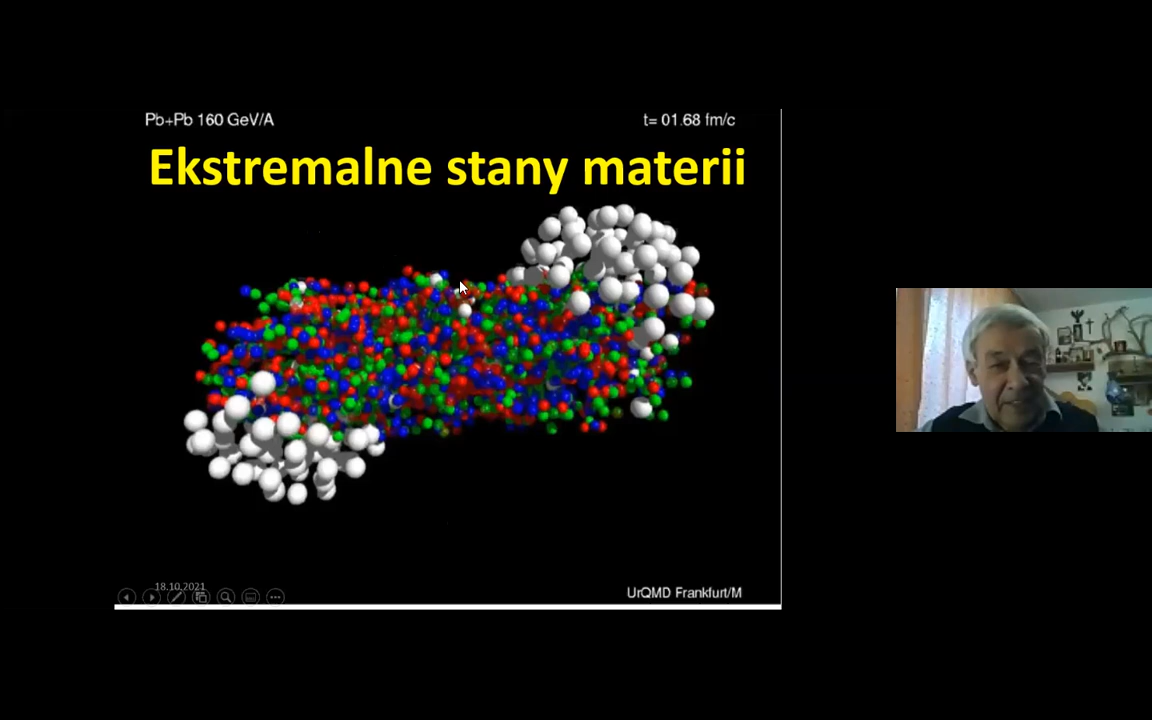 Pb+Pb 160 GeV/A
t= 01.68 fm/c
Ekstremalne stany materii
18.10.2021
UrQMD Frankfurt/M